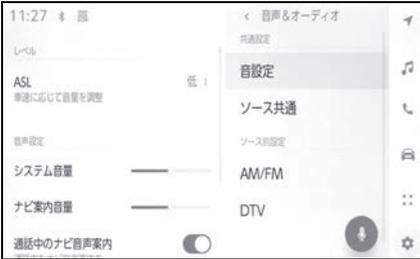 11:27
< 音声&オーディオ
レベル
ASL
低
車速に応じて音量を調整
音声設定
システム音量
ナビ案内音量
通話中のナビ音声案内
共通設定
音設定
ソース共通
ソース別設定
AM/FM
DTV